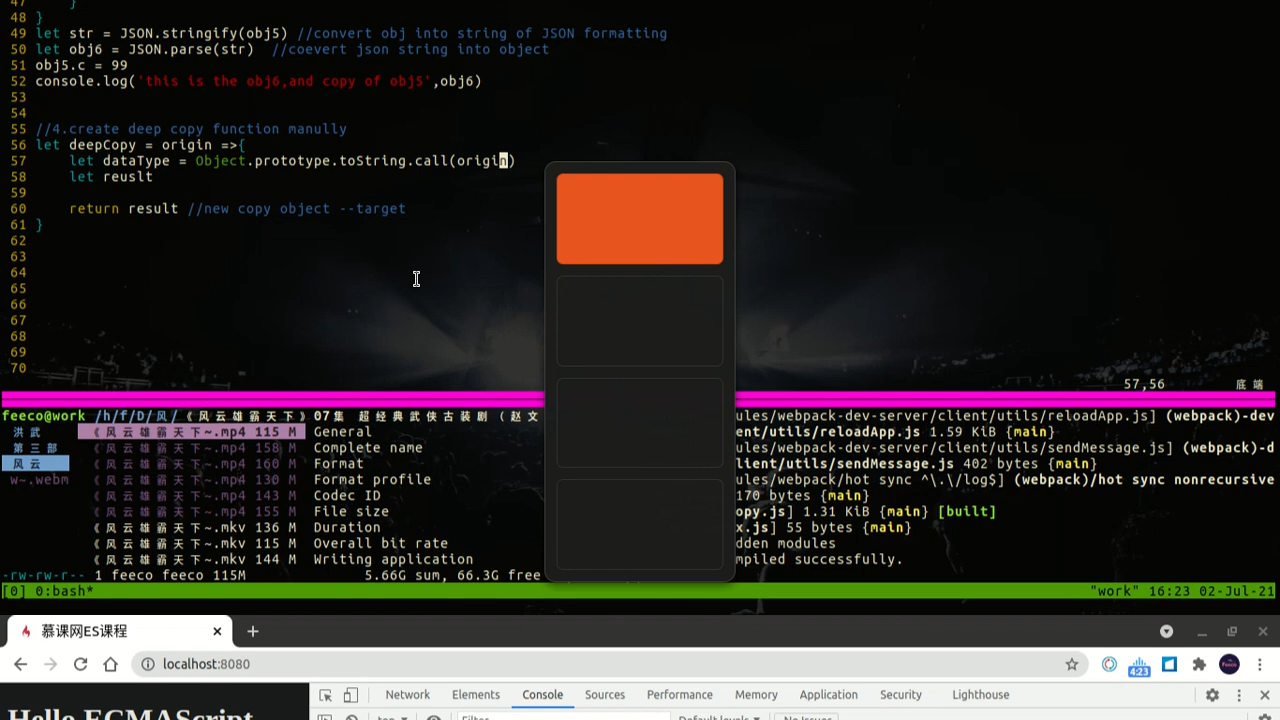 47     }
48 }
49 let str = JSON.stringify(obj5) //convert obj into string of JSON formatting
50 let obj6 = JSON.parse(str)  //coevert json string into object
51 obj5.c = 99
52 console.log('this is the obj6,and copy of obj5',obj6)
53
54
55 //4.create deep copy function manully
56 let deepCopy = origin =>{
57     let dataType = Object.prototype.toString.call(origin)
58     let reuslt
59
60     return result //new copy object --target
61 }
62
63
64
65
66
67
68
69
70
57,56 底端
feeco@work /h/f/D/风/《风云雄霸天下》07集 超经典武侠古装剧（赵文
洪武 《风云雄霸天下~.mp4 115 M General
第三部 《风云雄霸天下~.mp4 158 M Complete name
风云 《风云雄霸天下~.mp4 160 M Format
w~.webm 《风云雄霸天下~.mp4 130 M Format profile
《风云雄霸天下~.mp4 143 M Codec ID
《风云雄霸天下~.mp4 155 M File size
《风云雄霸天下~.mkv 136 M Duration
《风云雄霸天下~.mkv 115 M Overall bit rate
《风云雄霸天下~.mkv 144 M Writing application
-rw-rw-r-- 1 feeco feeco 115M 5.66G sum, 66.3G free
ules/webpack-dev-server/client/utils/reloadApp.js] (webpack)-dev
ent/utils/reloadApp.js 1.59 KiB {main}
ules/webpack-dev-server/client/utils/sendMessage.js] (webpack)-d
lient/utils/sendMessage.js 402 bytes {main}
ules/webpack/hot sync ^\.\/log$] (webpack)/hot sync nonrecursive
170 bytes {main}
opy.js] 1.31 KiB {main} [built]
x.js] 55 bytes {main}
dden modules
mpiled successfully.
[0] 0:bash* "work" 16:23 02-Jul-21
慕课网ES课程
localhost:8080
423
Feeco
Network Elements Console Sources Performance Memory Application Security Lighthouse
Hello ECMAScript
top Filter Default levels No Issues